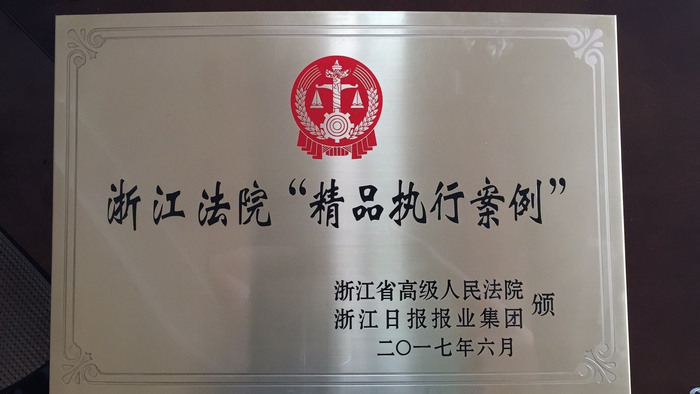 浙江法院“精品执行案例”
浙江省高级人民法院
浙江日报报业集团
颁
二〇一七年六月